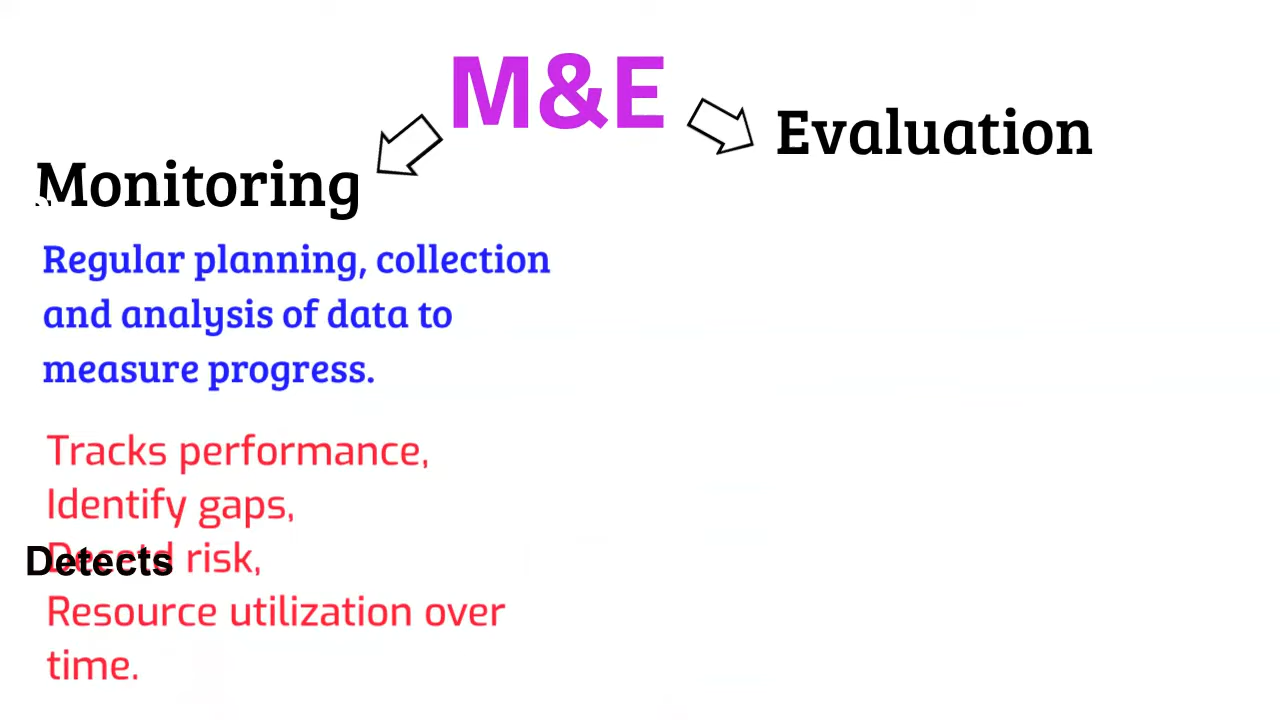 M&E
Evaluation
Monitoring
Regular planning, collection
and analysis of data to
measure progress.
Tracks performance,
Identify gaps,
Detects risk,
Resource utilization over
time.